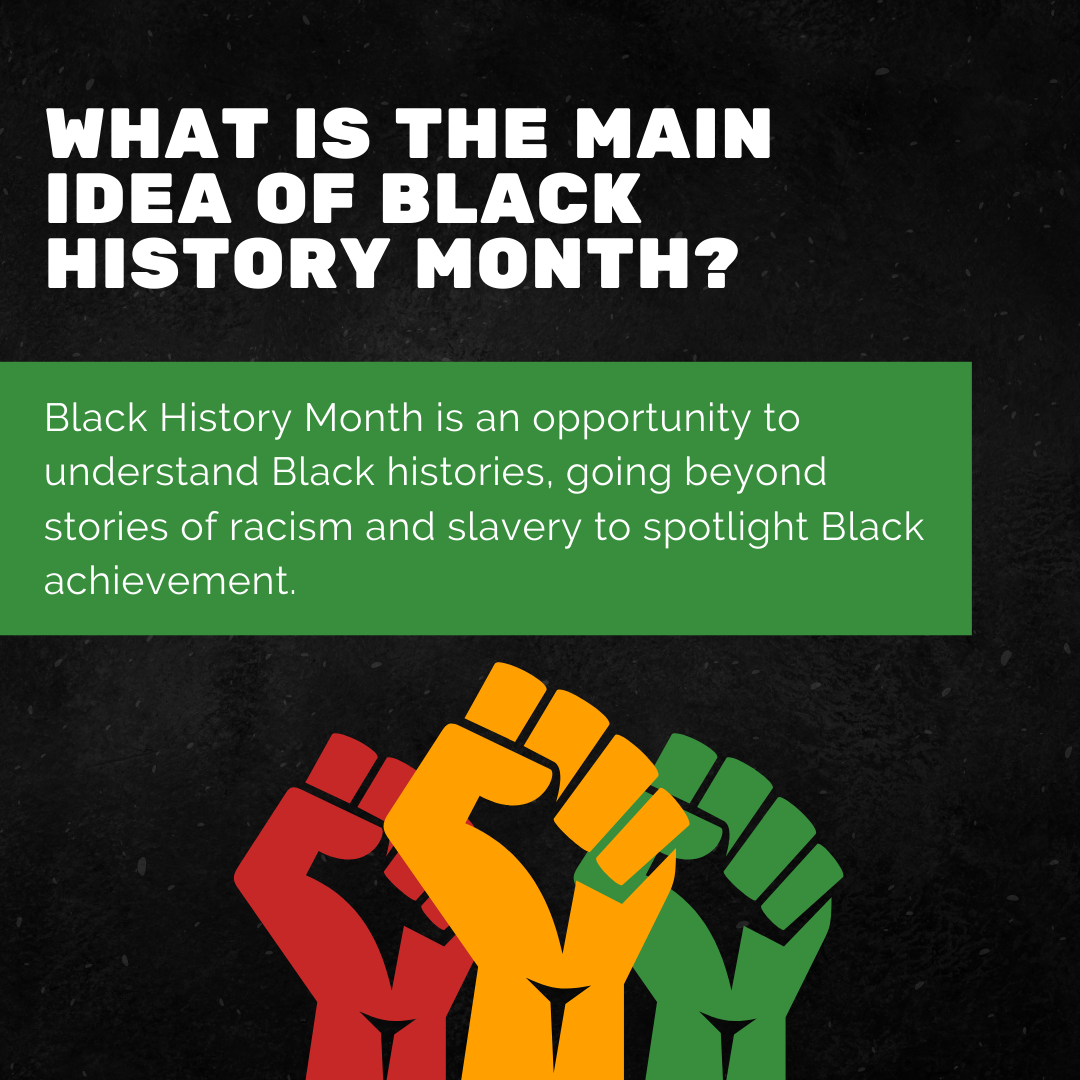 WHAT IS THE MAIN
IDEA OF BLACK
HISTORY MONTH?
Black History Month is an opportunity to
understand Black histories, going beyond
stories of racism and slavery to spotlight Black
achievement.